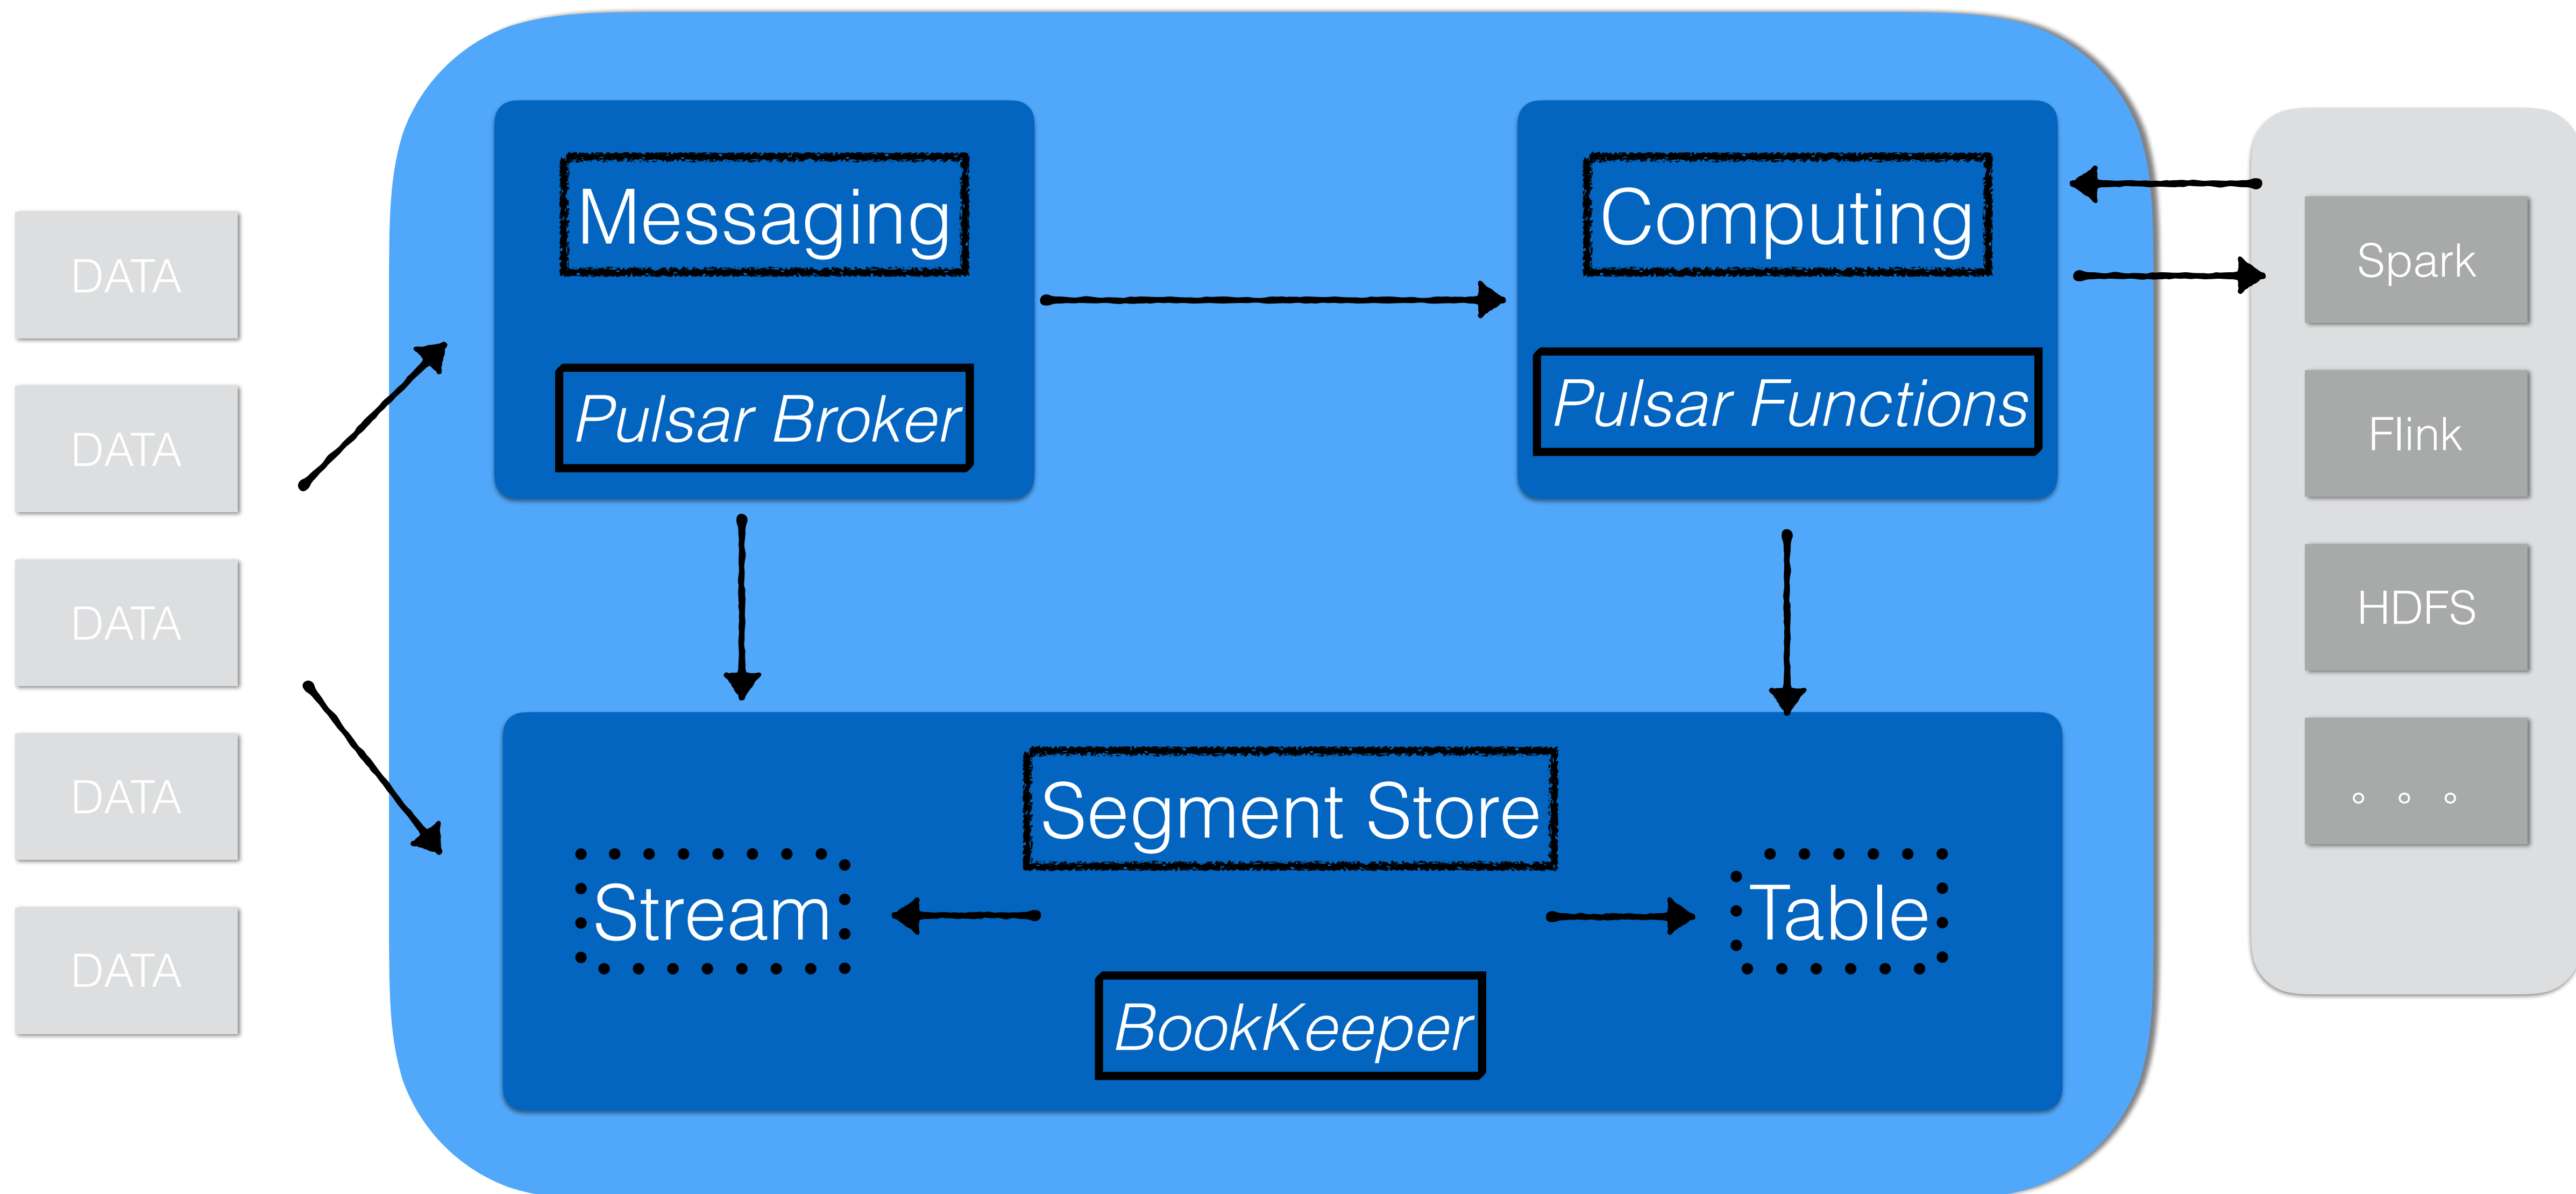 DATA
DATA
DATA
DATA
DATA
Messaging
Pulsar Broker
Computing
Pulsar Functions
Segment Store
Stream
Table
BookKeeper
Spark
Flink
HDFS